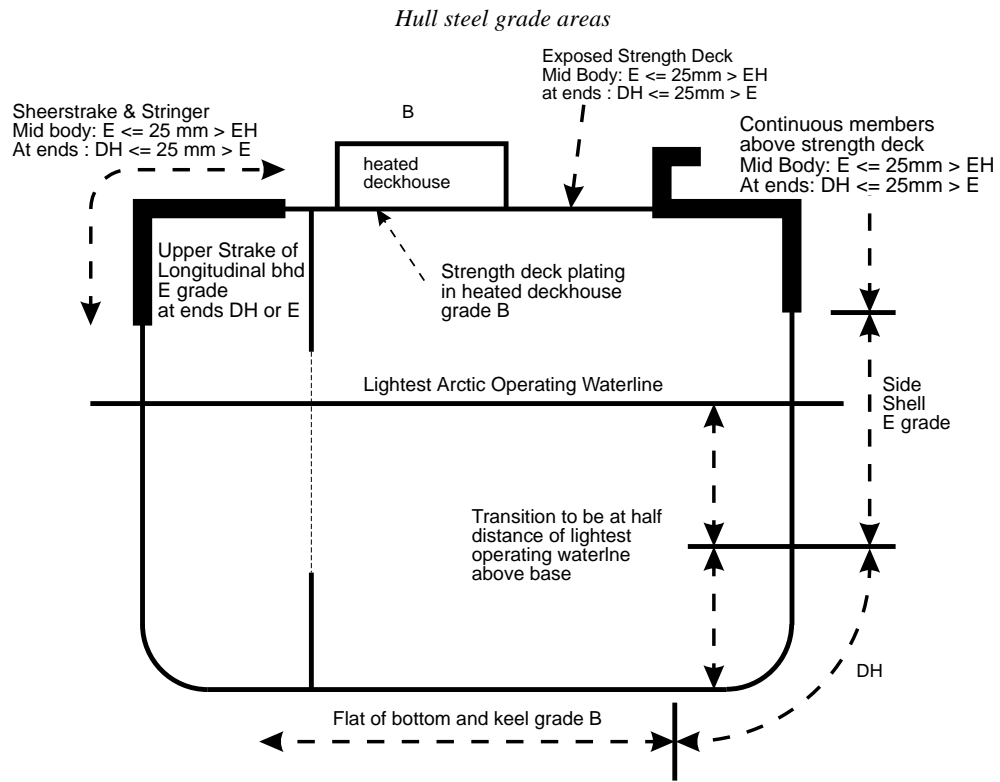 Hull steel grade areas
Exposed Strength Deck
Mid Body: E <= 25mm > EH
at ends : DH <= 25mm > E
Sheerstrake & Stringer
Mid body: E <= 25 mm > EH
At ends : DH <= 25 mm > E
B
Continuous members
above strength deck
Mid Body: E <= 25mm > EH
At ends: DH <= 25mm > E
heated
deckhouse
Upper Strake of
Longitudinal bhd
E grade
at ends DH or E
Strength deck plating
in heated deckhouse
grade B
Lightest Arctic Operating Waterline
Side
Shell
E grade
Transition to be at half
distance of lightest
operating waterlne
above base
DH
Flat of bottom and keel grade B